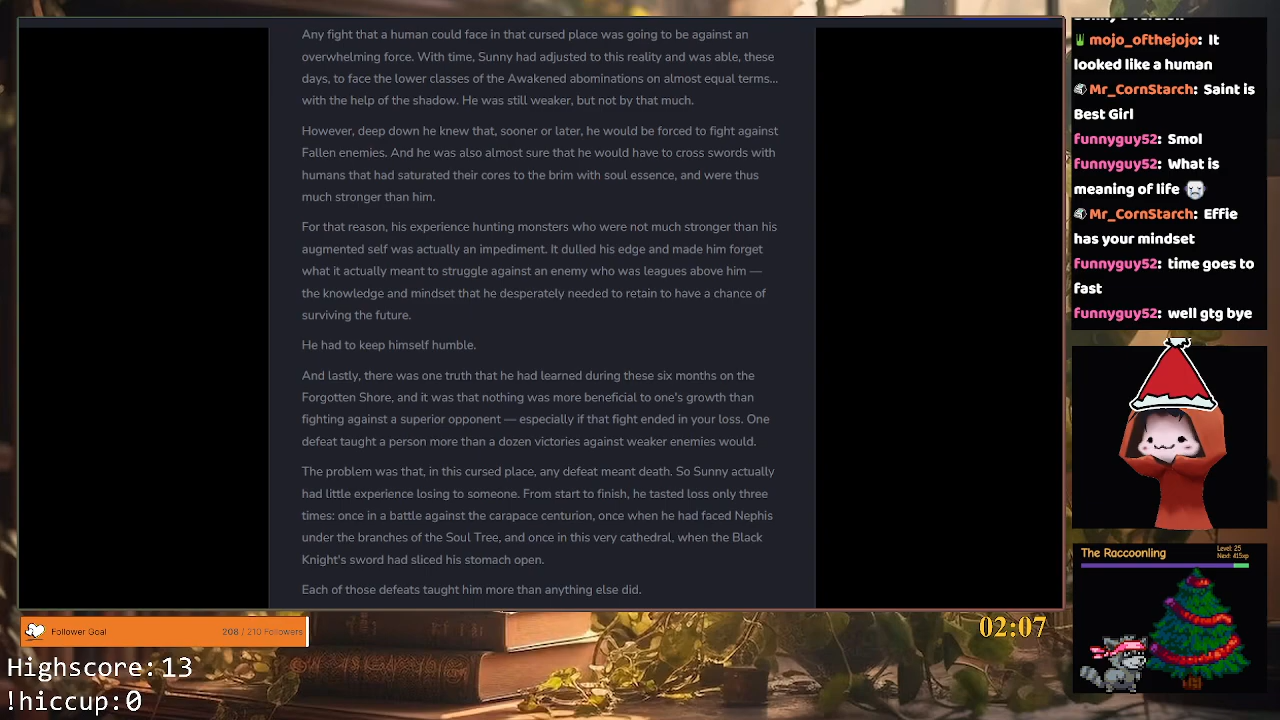 Any fight that a human could face in that cursed place was going to be against an
overwhelming force. With time, Sunny had adjusted to this reality and was able, these
days, to face the lower classes of the Awakened abominations on almost equal terms...
with the help of the shadow. He was still weaker, but not by that much.
However, deep down he knew that, sooner or later, he would be forced to fight against
Fallen enemies. And he was also almost sure that he would have to cross swords with
humans that had saturated their cores to the brim with soul essence, and were thus
much stronger than him.
For that reason, his experience hunting monsters who were not much stronger than his
augmented self was actually an impediment. It dulled his edge and made him forget
what it actually meant to struggle against an enemy who was leagues above him —
the knowledge and mindset that he desperately needed to retain to have a chance of
surviving the future.
He had to keep himself humble.
And lastly, there was one truth that he had learned during these six months on the
Forgotten Shore, and it was that nothing was more beneficial to one's growth than
fighting against a superior opponent — especially if that fight ended in your loss. One
defeat taught a person more than a dozen victories against weaker enemies would.
The problem was that, in this cursed place, any defeat meant death. So Sunny actually
had little experience losing to someone. From start to finish, he tasted loss only three
times: once in a battle against the carapace centurion, once when he had faced Nephis
under the branches of the Soul Tree, and once in this very cathedral, when the Black
Knight's sword had sliced his stomach open.
Each of those defeats taught him more than anything else did.
mojo_ofthejojo: It
looked like a human
Mr_CornStarch: Saint is
Best Girl
funnyguy52: Smol
funnyguy52: What is
meaning of life
Mr_CornStarch: Effie
has your mindset
funnyguy52: time goes to
fast
funnyguy52: well gtg bye
The Raccoonling
Level: 25
Next: 415xp
Follower Goal
208 / 210 Followers
02:07
Highscore:13
!hiccup:0